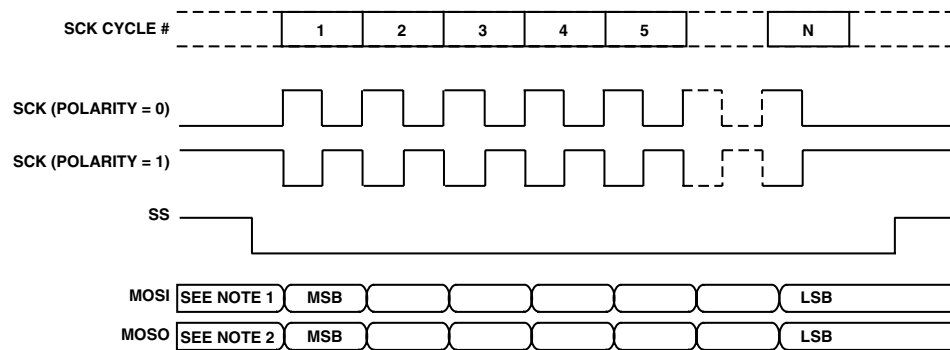 SCK CYCLE # 1 2 3 4 5 N
SCK (POLARITY = 0)
SCK (POLARITY = 1)
SS
MOSI SEE NOTE 1 MSB LSB
MOSO SEE NOTE 2 MSB LSB